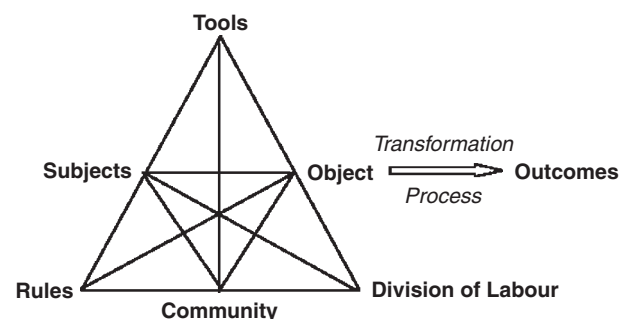 Tools
Transformation
Subjects
Object
Outcomes
Process
Rules
Division of Labour
Community